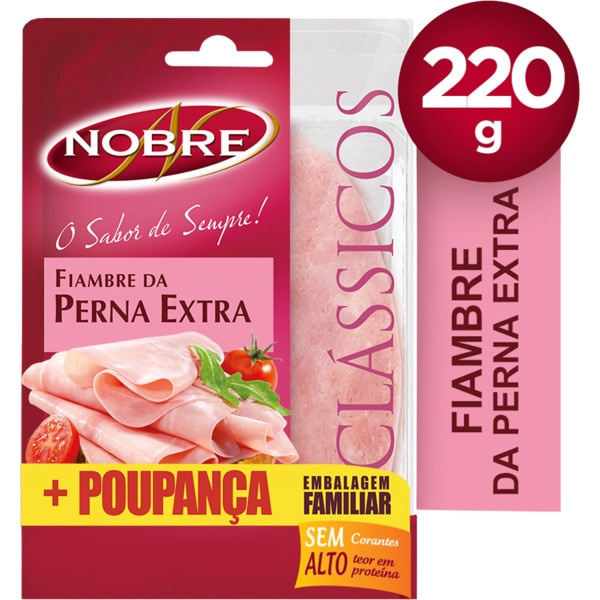 NOBRE
O Sabor de Sempre!
FIAMBRE DA
PERNA EXTRA
CLÁSSICOS
+ POUPANÇA
EMBALAGEM
FAMILIAR
SEM Corantes
ALTO teor em
proteína
220
g
FIAMBRE
DA PERNA EXTRA